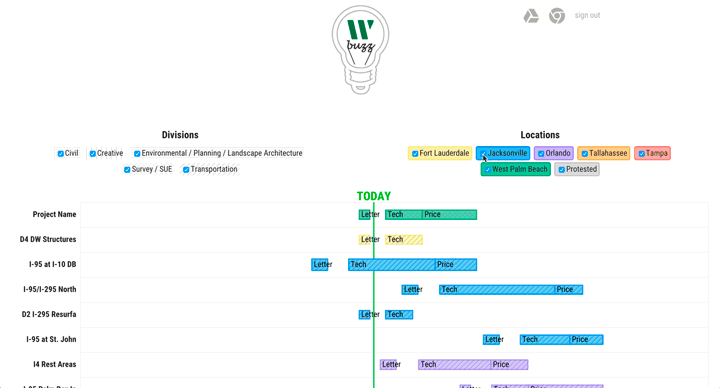 W
buzz
sign out
Divisions
Locations
Civil Creative Environmental / Planning / Landscape Architecture
Survey / SUE Transportation
Fort Lauderdale Jacksonville Orlando Tallahassee Tampa
West Palm Beach Protested
TODAY
Project Name Letter Tech Price
D4 DW Structures Letter Tech
I-95 at I-10 DB Letter Tech Price
I-95/I-295 North Letter Tech Price
D2 I-295 Resurfa Letter Tech
I-95 at St. John Letter Tech Price
I4 Rest Areas Letter Tech Price